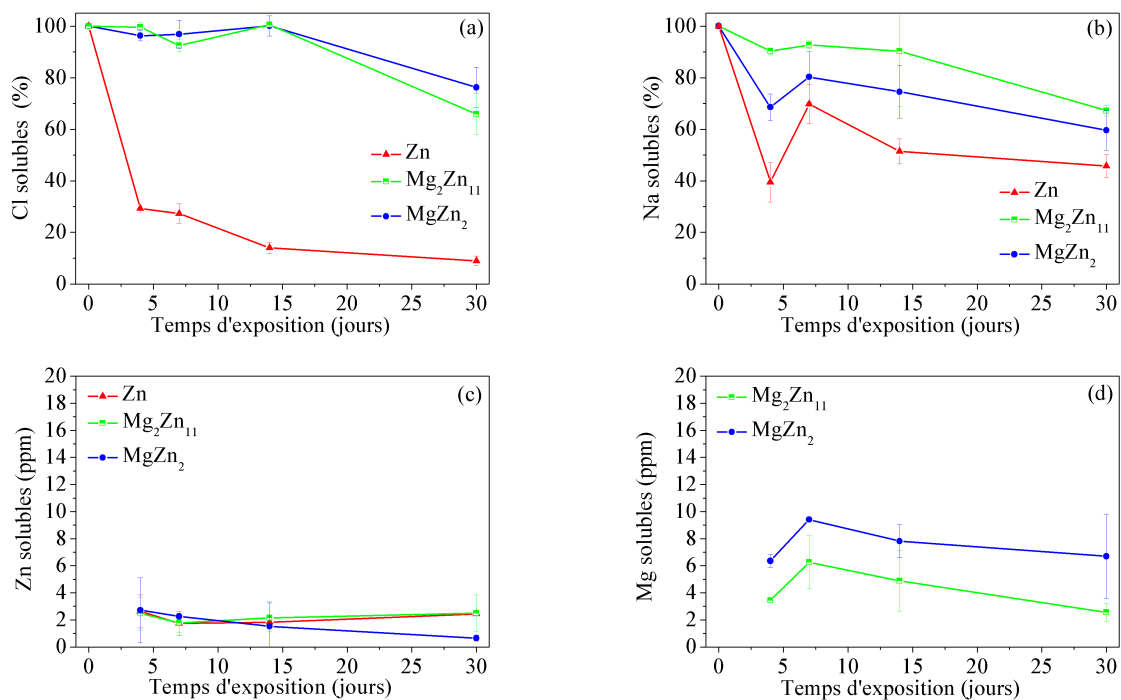 (a)
100
80
60
40
20
0
Cl solubles (%)
Zn
Mg2Zn11
MgZn2
0 5 10 15 20 25 30
Temps d'exposition (jours)
(b)
100
80
60
40
20
0
Na solubles (%)
Zn
Mg2Zn11
MgZn2
0 5 10 15 20 25 30
Temps d'exposition (jours)
(c)
20
18
16
14
12
10
8
6
4
2
0
Zn solubles (ppm)
Zn
Mg2Zn11
MgZn2
0 5 10 15 20 25 30
Temps d'exposition (jours)
(d)
20
18
16
14
12
10
8
6
4
2
0
Mg solubles (ppm)
Mg2Zn11
MgZn2
0 5 10 15 20 25 30
Temps d'exposition (jours)